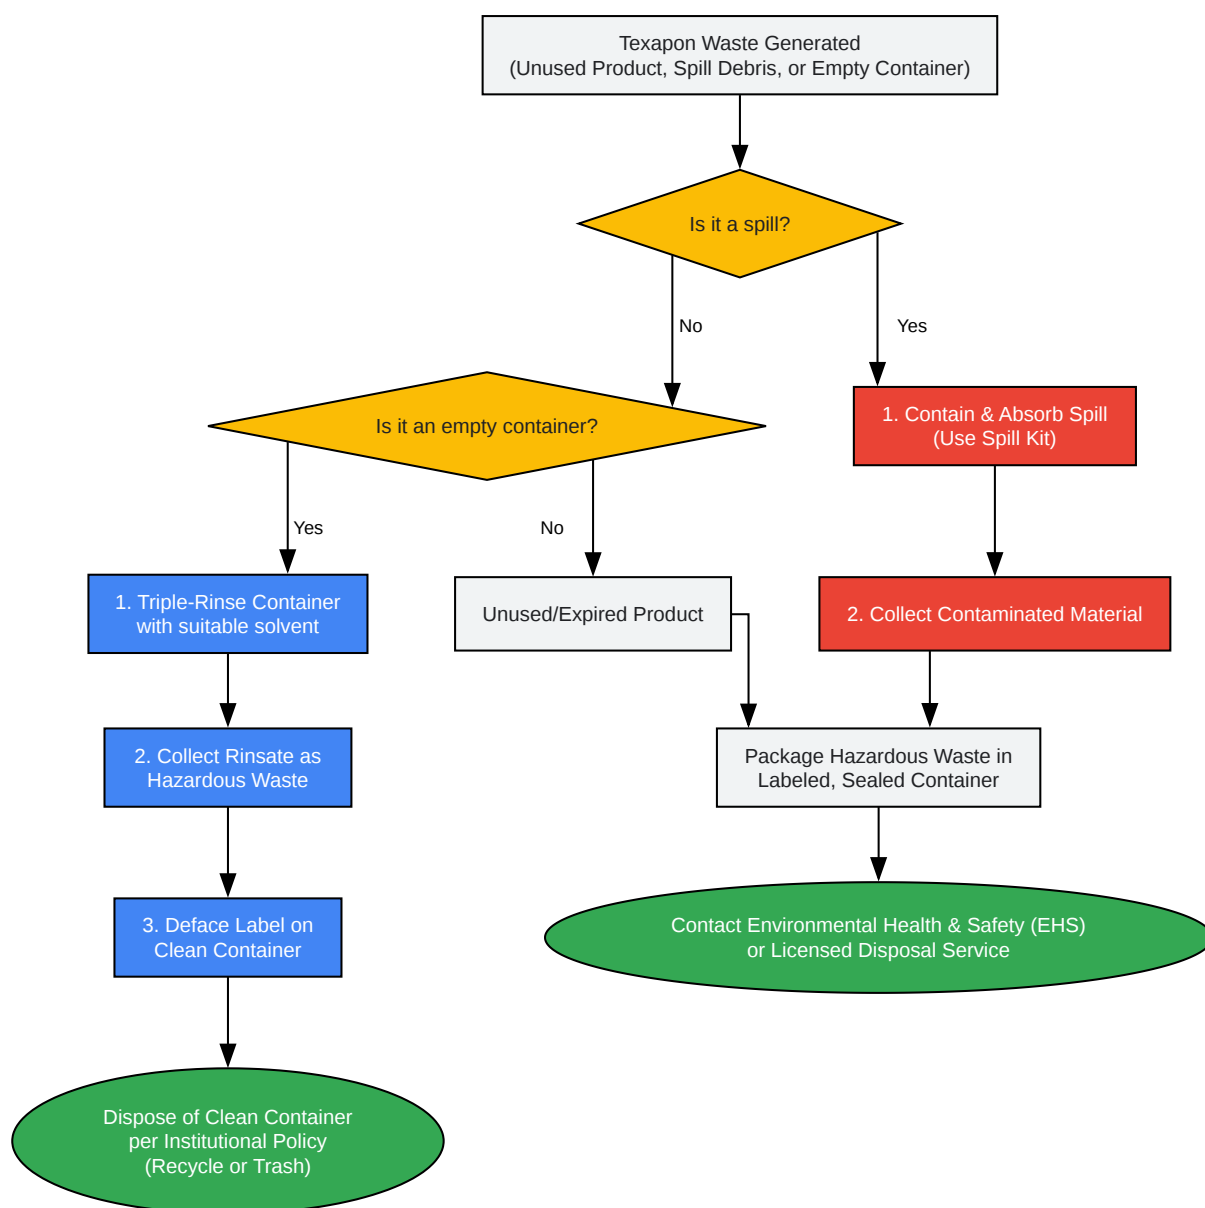 Texapon Waste Generated
(Unused Product, Spill Debris, or Empty Container)
Is it a spill?
No
Yes
Is it an empty container?
1. Contain & Absorb Spill
(Use Spill Kit)
Yes
No
1. Triple-Rinse Container
with suitable solvent
Unused/Expired Product
2. Collect Contaminated Material
2. Collect Rinsate as
Hazardous Waste
Package Hazardous Waste in
Labeled, Sealed Container
3. Deface Label on
Clean Container
Contact Environmental Health & Safety (EHS)
or Licensed Disposal Service
Dispose of Clean Container
per Institutional Policy
(Recycle or Trash)